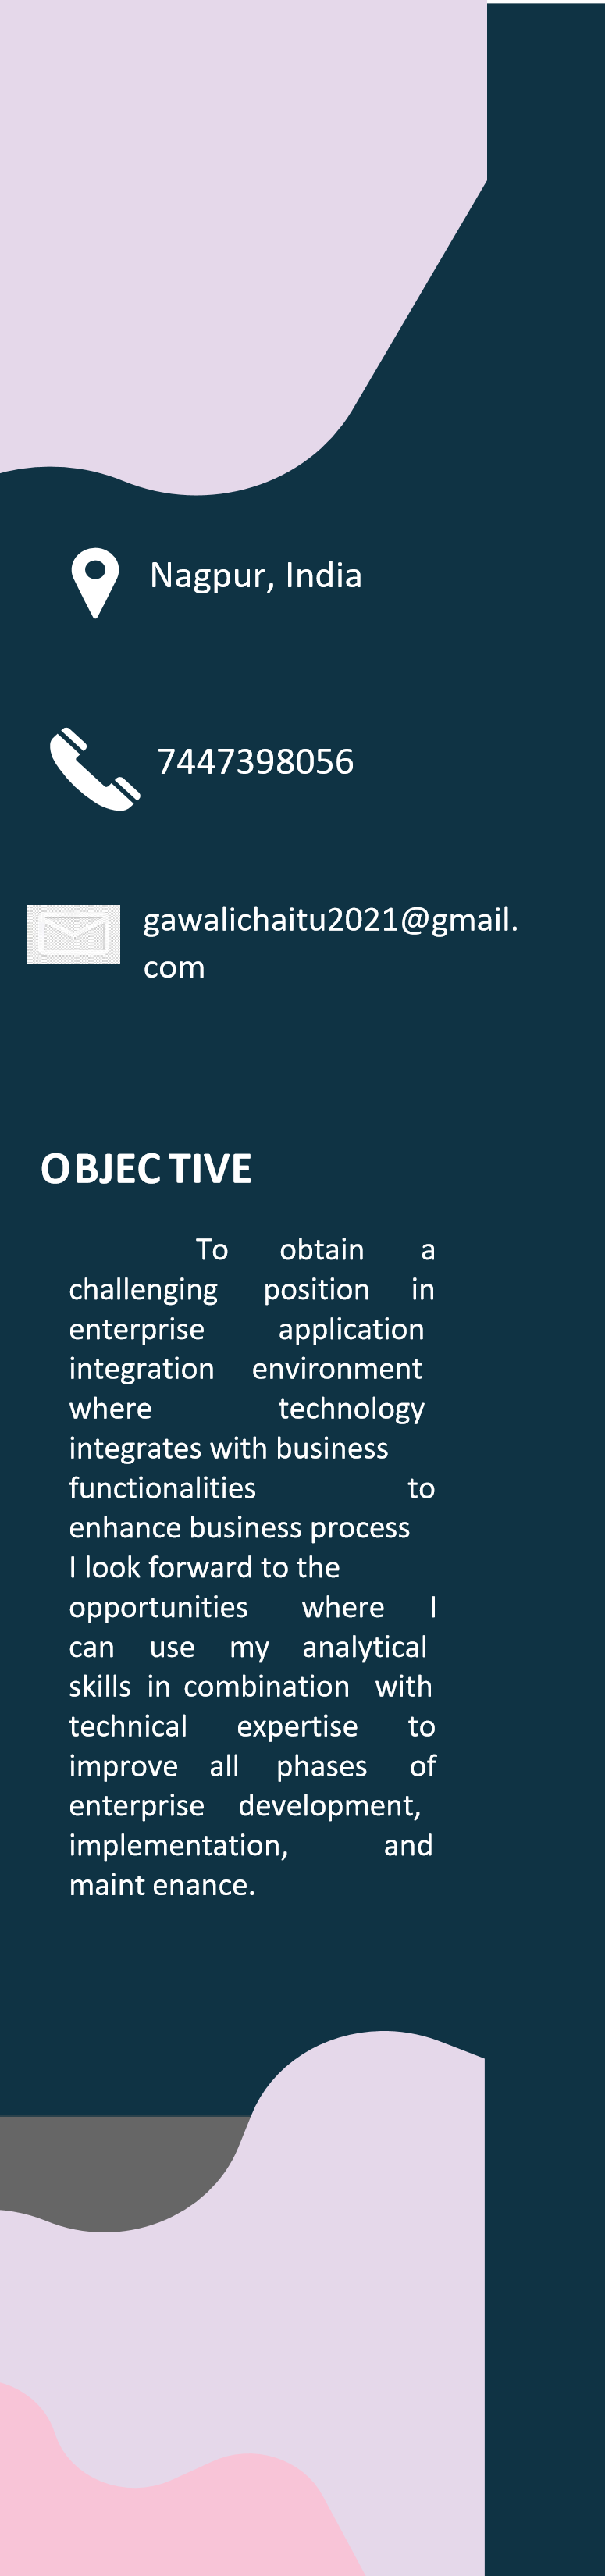 Nagpur, India
7447398056
gawalichaitu2021@gmail.
com
OBJECTIVE
To obtain a
challenging position in
enterprise application
integration environment
where technology
integrates with business
functionalities to
enhance business process
I look forward to the
opportunities where I
can use my analytical
skills in combination with
technical expertise to
improve all phases of
enterprise development,
implementation, and
maint enance.